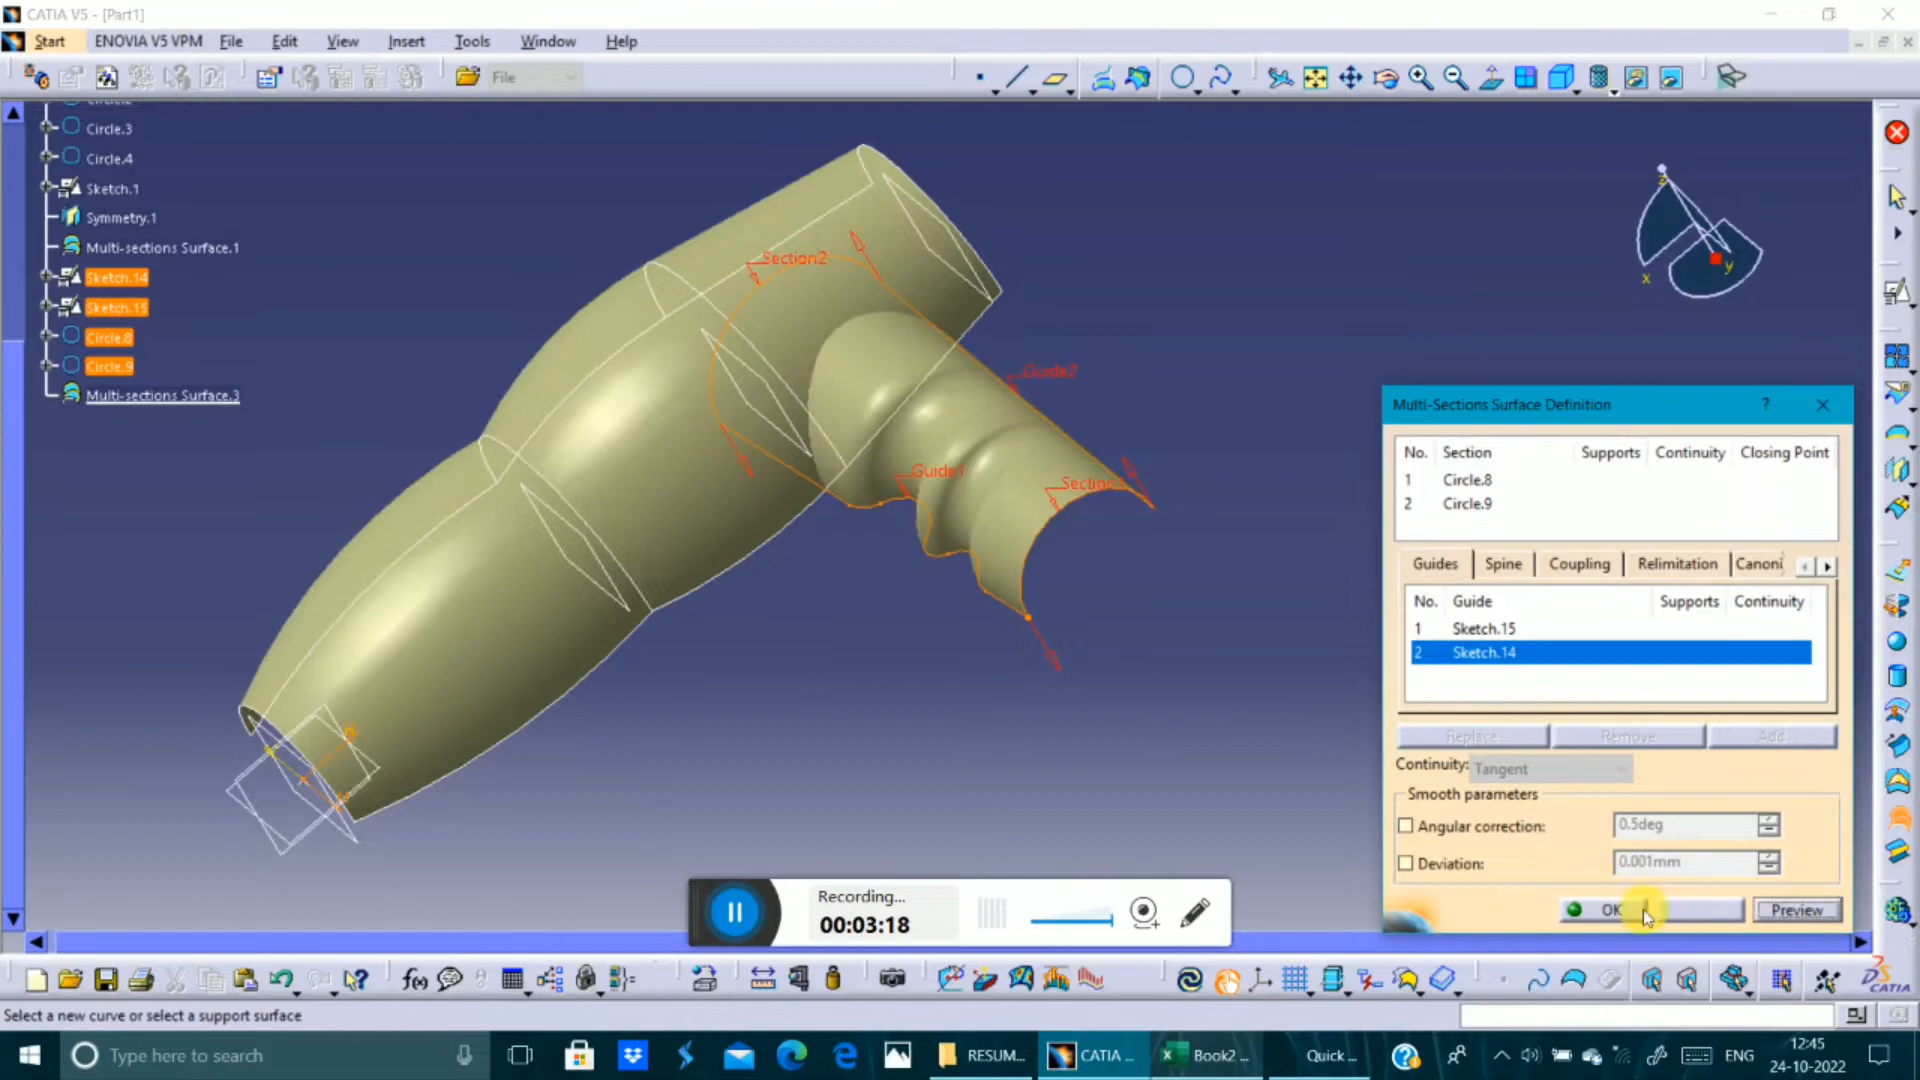 CATIA V5 - [Part1]
Start ENOVIA V5 VPM File Edit View Insert Tools Window Help
File
Circle.2
Circle.3
Circle.4
Sketch.1
Symmetry.1
Multi-sections Surface.1
Sketch.14
Sketch.15
Circle.8
Circle.9
Multi-sections Surface.3
Section2
Guide2
Guide1
Section
z
x
y
Multi-Sections Surface Definition ?
No. Section Supports Continuity Closing Point
1 Circle.8
2 Circle.9
Guides Spine Coupling Relimitation Canoni
No. Guide Supports Continuity
1 Sketch.15
2 Sketch.14
Replace Remove Add
Continuity: Tangent
Smooth parameters
Angular correction: 0.5deg
Deviation: 0.001mm
OK Preview
Recording...
00:03:18
f(x)
CATIA
Select a new curve or select a support surface
Type here to search
RESUM... CATIA ... Book2 ... Quick ...
ENG
12:45
24-10-2022